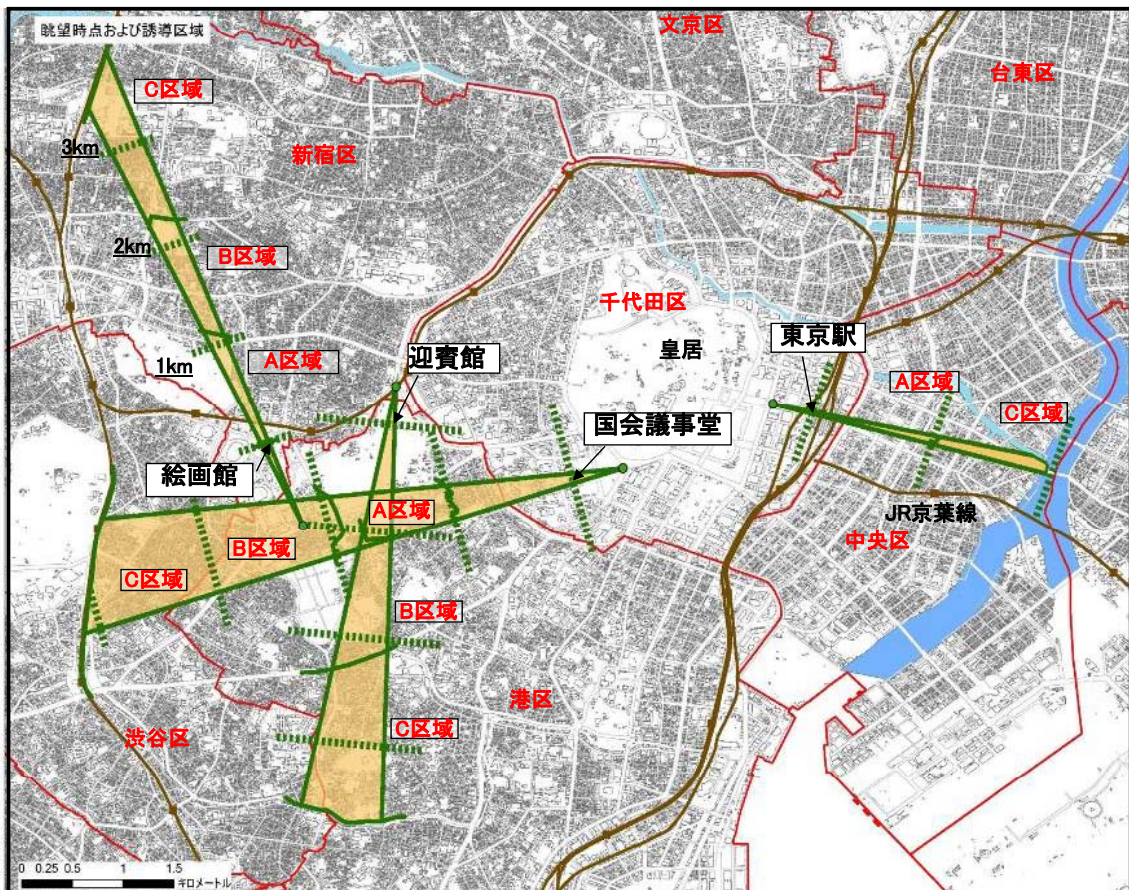 眺望時点および誘導区域
文京区
台東区
C区域
3km
新宿区
2km
B区域
千代田区
1km
A区域
迎賓館
皇居
東京駅
A区域
C区域
国会議事堂
絵画館
A区域
JR京葉線
B区域
中央区
C区域
B区域
港区
渋谷区
C区域
0 0.25 0.5 1 1.5
キロメートル